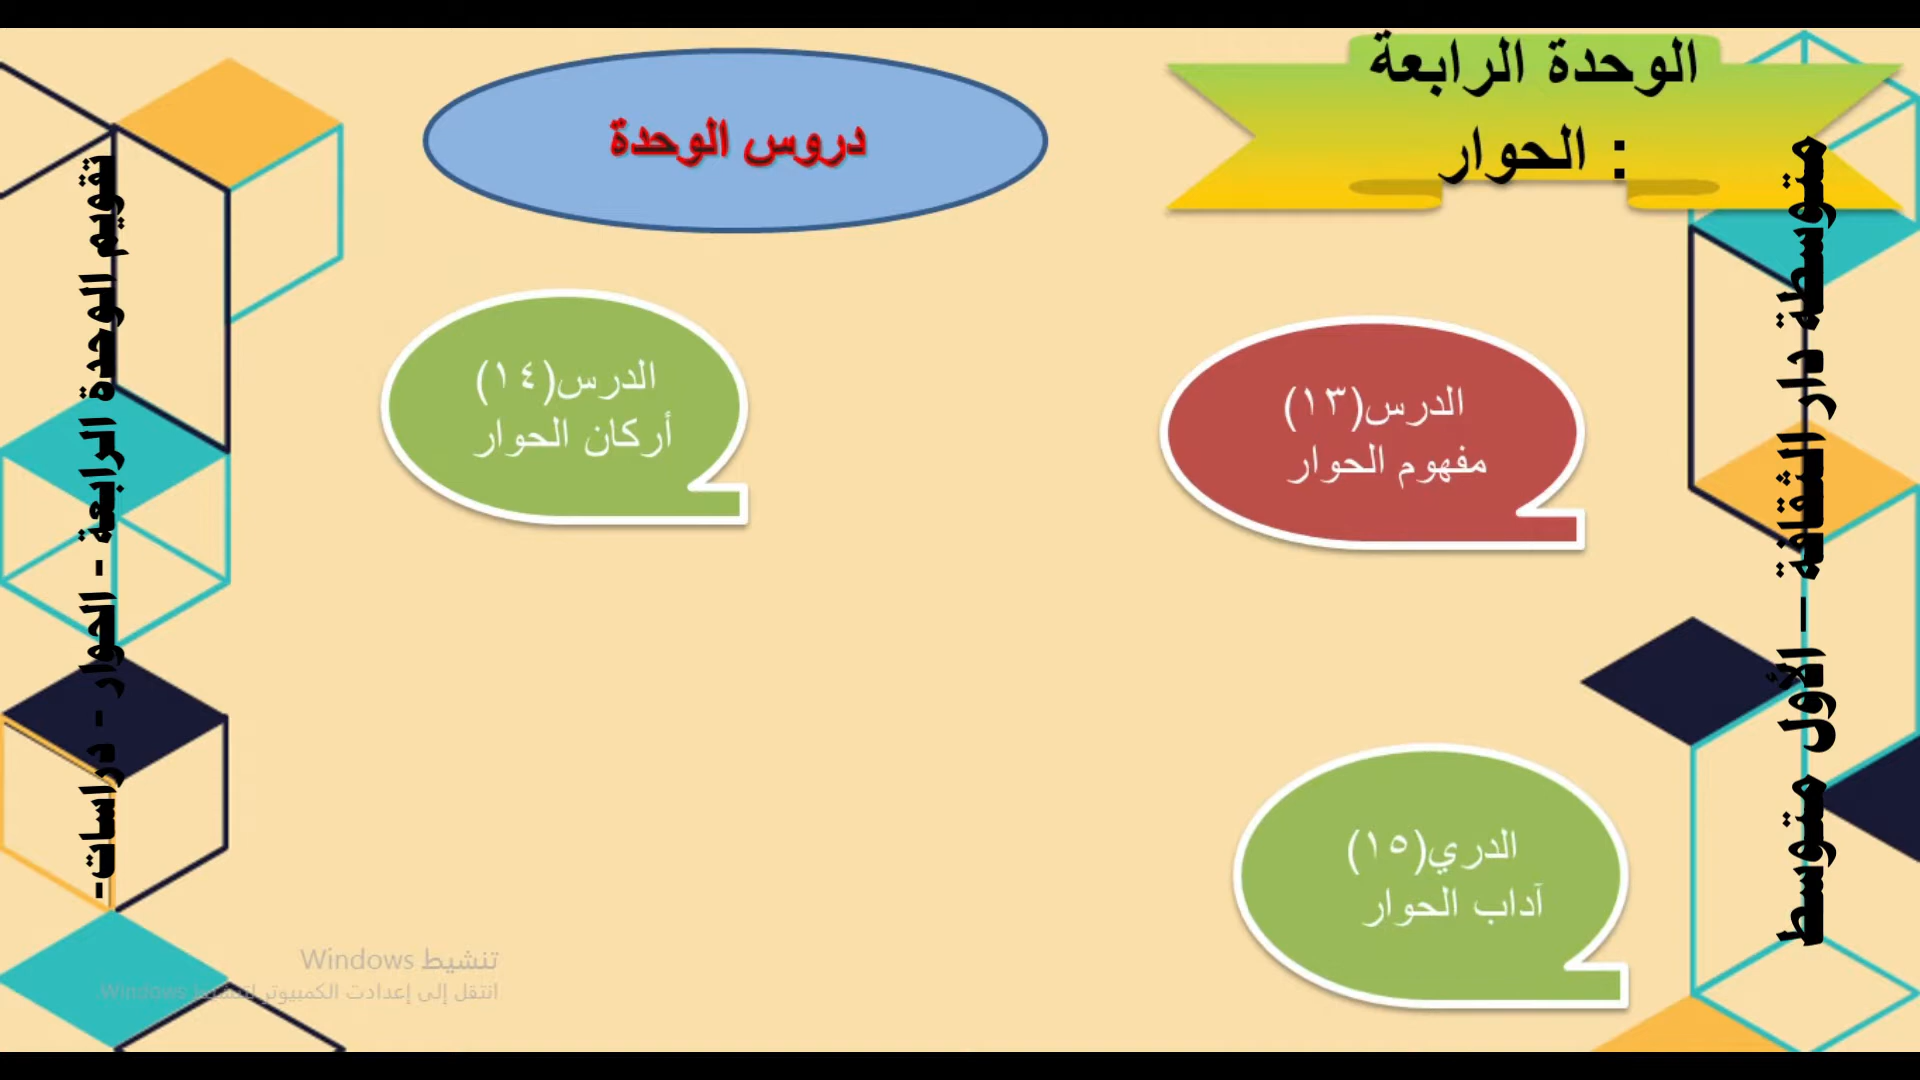 الوحدة الرابعة
: الحوار
دروس الوحدة
الدرس(١٣)
مفهوم الحوار
الدرس(١٤)
أركان الحوار
الدري(١٥)
آداب الحوار
متوسطة دار الثقافة – الأول متوسط
تقويم الوحدة الرابعة - الحوار - دراسات-
تنشيط Windows
انتقل إلى إعدادت الكمبيوتر لتنشيط Windows.